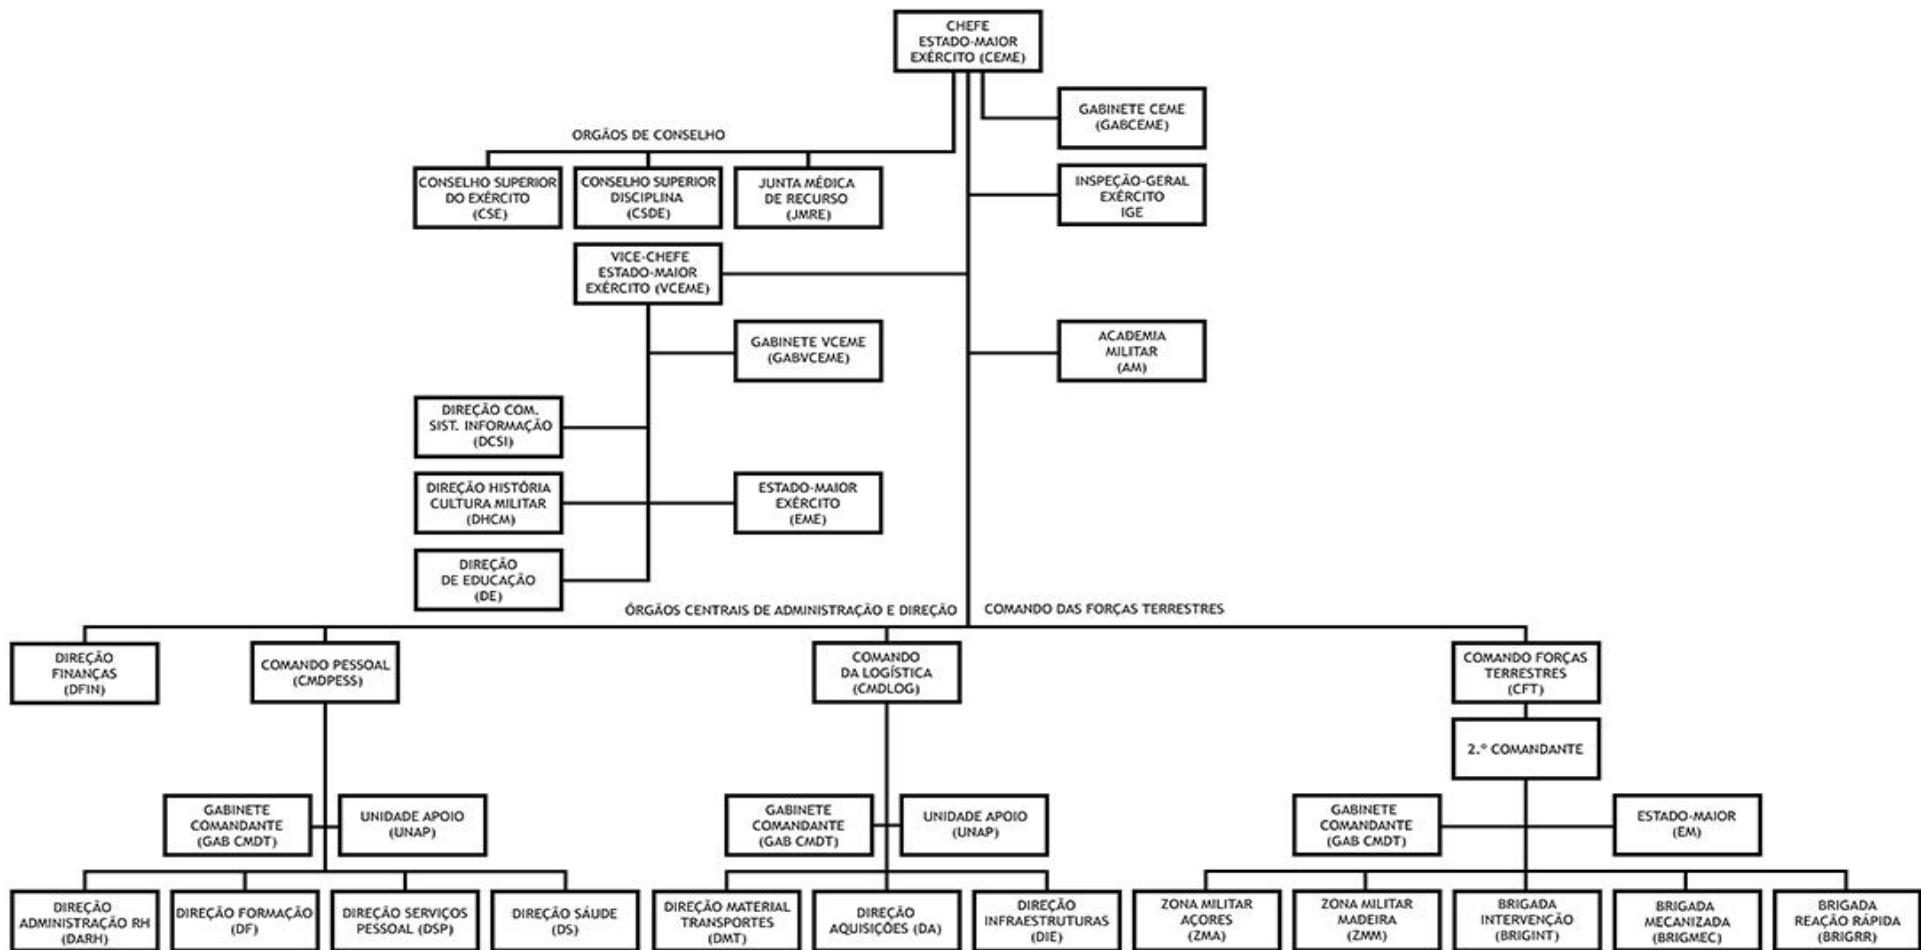 CHEFE
ESTADO-MAIOR
EXÉRCITO (CEME)
GABINETE CEME
(GABCEME)
ORGÃOS DE CONSELHO
CONSELHO SUPERIOR
DO EXÉRCITO
(CSE)
CONSELHO SUPERIOR
DISCIPLINA
(CSDE)
JUNTA MÉDICA
DE RECURSO
(JMRE)
INSPEÇÃO-GERAL
EXÉRCITO
IGE
VICE-CHEFE
ESTADO-MAIOR
EXÉRCITO (VCEME)
GABINETE VCEME
(GABVCEME)
ACADEMIA
MILITAR
(AM)
DIREÇÃO COM.
SIST. INFORMAÇÃO
(DCSI)
DIREÇÃO HISTÓRIA
CULTURA MILITAR
(DHCM)
ESTADO-MAIOR
EXÉRCITO
(EME)
DIREÇÃO
DE EDUCAÇÃO
(DE)
ÓRGÃOS CENTRAIS DE ADMINISTRAÇÃO E DIREÇÃO
COMANDO DAS FORÇAS TERRESTRES
DIREÇÃO
FINANÇAS
(DFIN)
COMANDO PESSOAL
(CMDPESS)
COMANDO
DA LOGÍSTICA
(CMDLOG)
COMANDO FORÇAS
TERRESTRES
(CFT)
2.º COMANDANTE
GABINETE
COMANDANTE
(GAB CMDT)
UNIDADE APOIO
(UNAP)
GABINETE
COMANDANTE
(GAB CMDT)
UNIDADE APOIO
(UNAP)
GABINETE
COMANDANTE
(GAB CMDT)
ESTADO-MAIOR
(EM)
DIREÇÃO
ADMINISTRAÇÃO RH
(DARH)
DIREÇÃO FORMAÇÃO
(DF)
DIREÇÃO SERVIÇOS
PESSOAL (DSP)
DIREÇÃO SÁUDE
(DS)
DIREÇÃO MATERIAL
TRANSPORTES
(DMT)
DIREÇÃO
AQUISIÇÕES (DA)
DIREÇÃO
INFRAESTRUTURAS
(DIE)
ZONA MILITAR
AÇORES
(ZMA)
ZONA MILITAR
MADEIRA
(ZMM)
BRIGADA
INTERVENÇÃO
(BRIGINT)
BRIGADA
MECANIZADA
(BRIGMEC)
BRIGADA
REAÇÃO RÁPIDA
(BRIGRR)